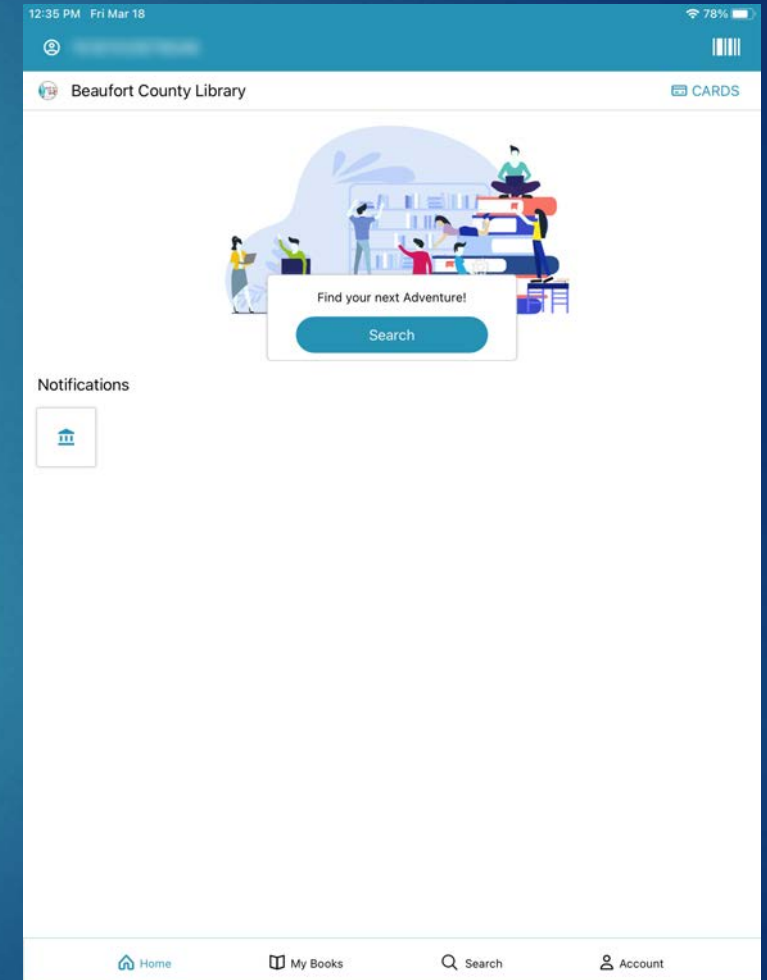 12:35 PM Fri Mar 18 78%
Beaufort County Library CARDS
Find your next Adventure!
Search
Notifications
Home My Books Search Account